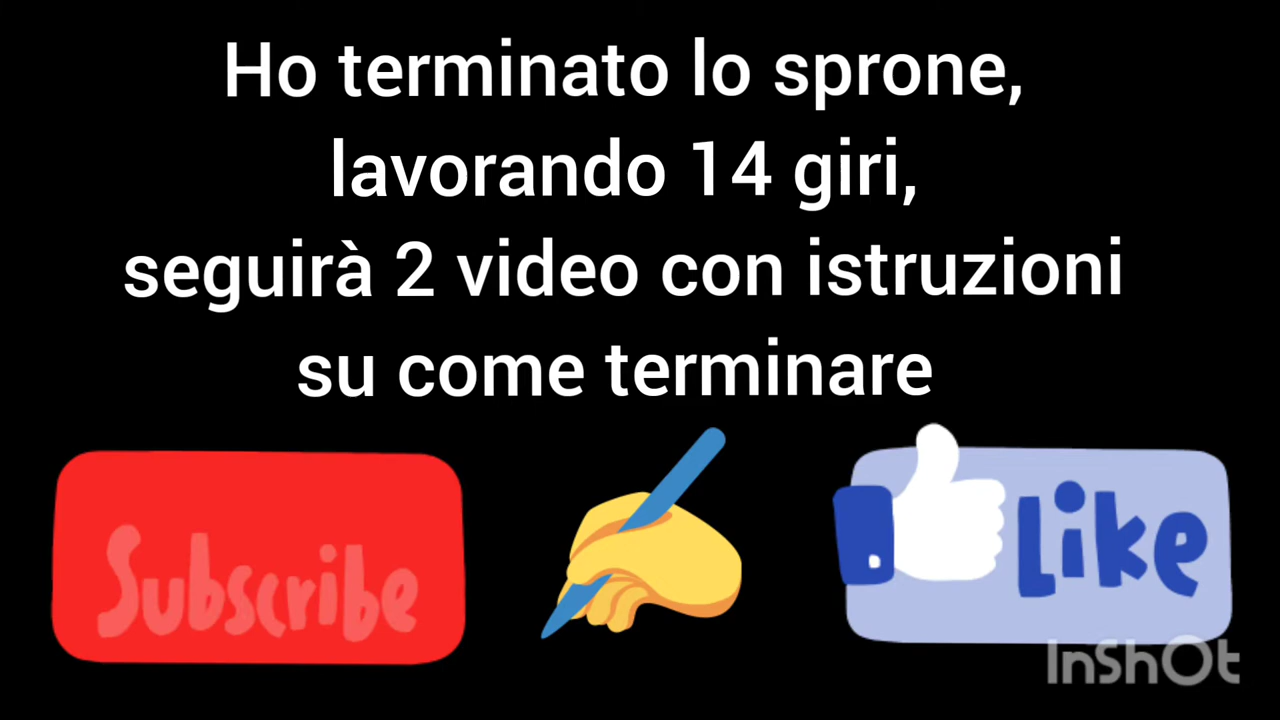 Ho terminato lo sprone,
lavorando 14 giri,
seguirà 2 video con istruzioni
su come terminare
Subscribe
Like
InShOt